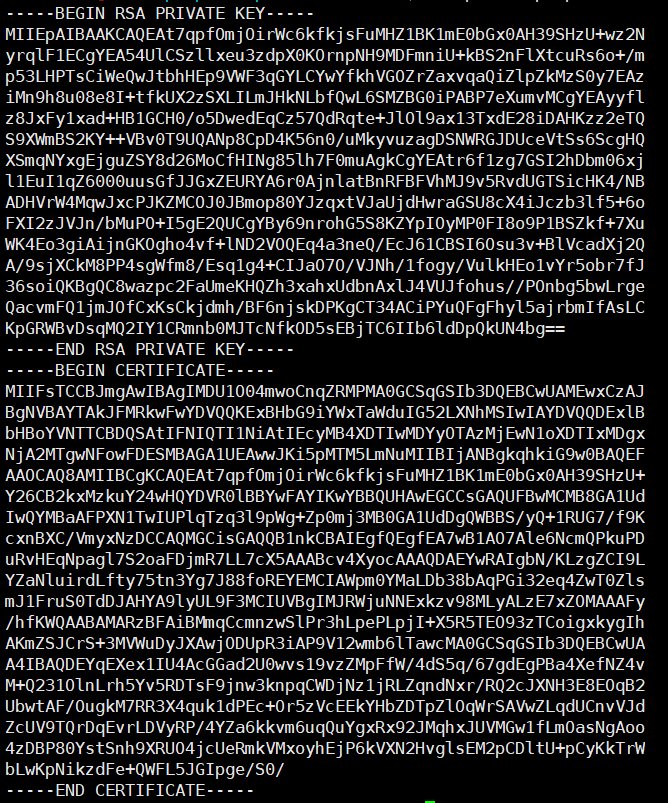 -----BEGIN RSA PRIVATE KEY-----
MIIEpAIBAAKCAQEAt7qpfOmjOirWc6kfkjsFuMHZ1BK1mE0bGx0AH39SHzU+wz2N
yrqlF1ECgYEA54UlCSzllxeu3zdpX0KOrnpNH9MDFmniU+kBS2nFlXtcuRs6o+/m
p53LHPTsCiWeQwJtbhHEp9VWF3qGYLCYwYfkhVGOZrZaxvqaQiZlpZkMzS0y7EAz
iMn9h8u08e8I+tfkUX2zSXLILmJHkNLbfQwL6SMZBG0iPABP7eXumvMCgYEAyyfl
z8JxFy1xad+HB1GCH0/o5DwedEqCz57QdRqte+JlOl9ax13TxdE28iDAHKzz2eTQ
S9XWmBS2KY++VBv0T9UQANp8CpD4K56n0/uMkyvuzagDSNWRGJDUceVtSs6ScgHQ
XSmqNYxgEjguZSY8d26MoCfHINg85lh7F0muAgkCgYEAtr6f1zg7GSI2hDbm06xj
l1EuI1qZ6000uusGfJJGxZEURYA6r0AjnlatBnRFBFVhMJ9v5RvdUGTSicHK4/NB
ADHVrW4MqwJxcPJKZMCOJ0JBmop80YJzqxtVJaUjdHwraGSU8cX4iJczb3lf5+6o
FXI2zJVJn/bMuPO+I5gE2QUCgYBy69nrohG5S8KZYpIOyMP0FI8o9P1BSZkf+7Xu
WK4Eo3giAijnGKOgho4vf+lND2VOQEq4a3neQ/EcJ61CBSI6Osu3v+BlVcadXj2Q
A/9sjXCkM8PP4sgWfm8/Esq1g4+CIJaO7O/VJNh/1fogy/VulkHEo1vYr5obr7fJ
36soiQKBgQC8wazpc2FaUmeKHQZh3xahxUdbnAxlJ4VUJfohus//POnbg5bwLrge
QacvmFQ1jmJOfCxKsCkjdmh/BF6njskDPKgCT34ACiPYuQFgFhyl5ajrbmIfAsLC
KpGRWBvDsqMQ2IY1CRmnb0MJTcNfkOD5sEBjTC6IIb6ldDpQkUN4bg==
-----END RSA PRIVATE KEY-----
-----BEGIN CERTIFICATE-----
MIIFsTCCBJmgAwIBAgIMDU1O04mwoCnqZRMPMA0GCSqGSIb3DQEBCwUAMEwxCzAJ
BgNVBAYTAkJFMRkwFwYDVQQKExBHbG9iYWxTaWduIG52LXNhMSIwIAYDVQQDExlB
bHBoYVNTTCBDQSAtIFNIQTI1NiAtIEcyMB4XDTIwMDYyOTAzMjEwN1oXDTIxMDgx
NjA2MTgwNFowFDESMBAGA1UEAwwJKi5pMTM5LmNuMIIBIjANBgkqhkiG9w0BAQEF
AAOCAQ8AMIIBCgKCAQEAt7qpfOmjOirWc6kfkjsFuMHZ1BK1mE0bGx0AH39SHzU+
Y26CB2kxMzkuY24wHQYDVR0lBBYwFAYIKwYBBQUHAwEGCCsGAQUFBwMCMB8GA1Ud
IwQYMBaAFPXN1TwIUPlqTzq3l9pWg+Zp0mj3MB0GA1UdDgQWBBS/yQ+1RUG7/f9K
cxnBXC/VmyxNzDCCAQMGCisGAQQB1nkCBAIEgfQEgfEA7wB1AO7Ale6NcmQPkuPD
uRvHEqNpagl7S2oaFDjmR7LL7cX5AAABcv4XyocAAAQDAEYwRAIgbN/KLzgZCI9L
YZaNluirdLfty75tn3Yg7J88foREYEMCIAWpm0YMaLDb38bAqPGi32eq4ZwT0Zls
mJ1FruS0TdDJAHYA9lyUL9F3MCIUVBgIMJRWjuNNExkzv98MLyALzE7xZOMAAAFy
/hfKWQAABAMARzBFAiBMmqCcmnzwSlPr3hLpePLpjI+X5R5TEO93zTCoigxkygIh
AKmZSJCrS+3MVWuDyJXAwjODUpR3iAP9V12wmb6lTawcMA0GCSqGSIb3DQEBCwUA
A4IBAQDEYqEXex1IU4AcGGad2U0wvs19vzZMpFfW/4dS5q/67gdEgPBa4XefNZ4v
M+Q231OlnLrh5Yv5RDTsF9jnw3knpqCWDjNz1jRLZqndNxr/RQ2cJXNH3E8EOqB2
UbwtAF/OugkM7RR3X4quk1dPEc+Or5zVcEEkYHbZDTpZlOqWrSAVwZLqdUCnvVJd
ZcUV9TQrDqEvrLDVyRP/4YZa6kkvm6uqQuYgxRx92JMqhxJUVMGw1fLmOasNgAoo
4zDBP80YstSnh9XRUO4jcUeRmkVMxoyhEjP6kVXN2HvglsEM2pCDltU+pCyKkTrW
bLwKpNikzdFe+QWFL5JGIpge/S0/
-----END CERTIFICATE-----